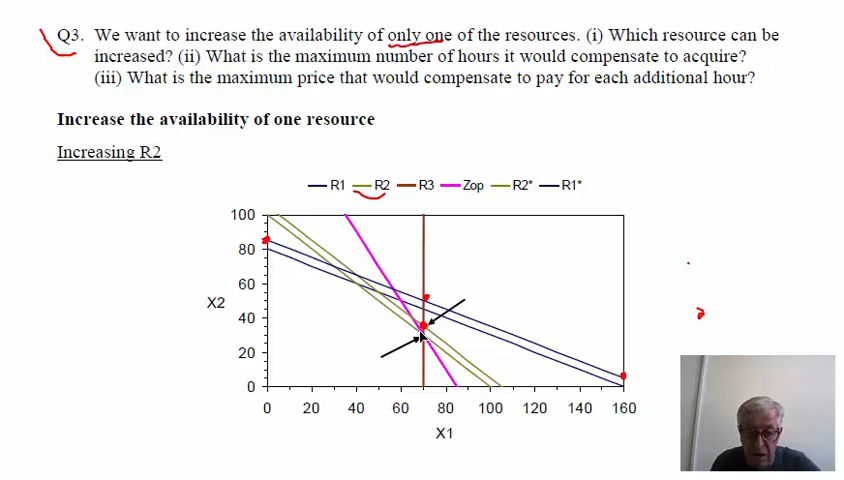 Q3. We want to increase the availability of only one of the resources. (i) Which resource can be
increased? (ii) What is the maximum number of hours it would compensate to acquire?
(iii) What is the maximum price that would compensate to pay for each additional hour?
Increase the availability of one resource
Increasing R2
R1 R2 R3 Zop R2* R1*
100
80
60
X2
40
20
0
0 20 40 60 80 100 120 140 160
X1